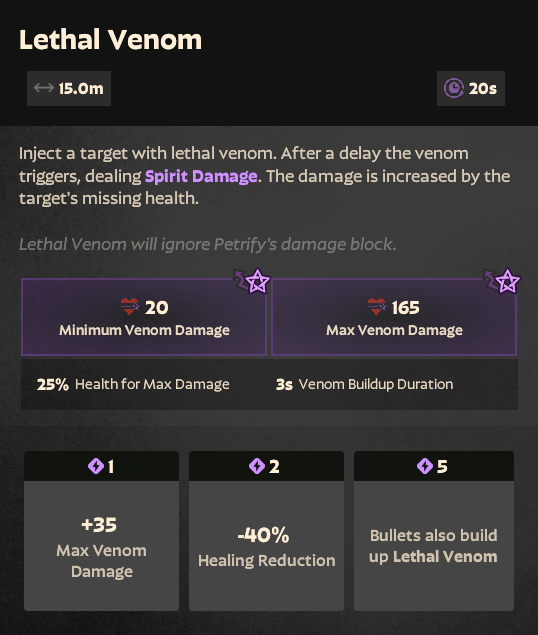 Lethal Venom
15.0m
20s
Inject a target with lethal venom. After a delay the venom
triggers, dealing Spirit Damage. The damage is increased by the
target's missing health.
Lethal Venom will ignore Petrify's damage block.
20
Minimum Venom Damage
165
Max Venom Damage
25% Health for Max Damage
3s Venom Buildup Duration
1
+35
Max Venom
Damage
2
-40%
Healing Reduction
5
Bullets also build
up Lethal Venom